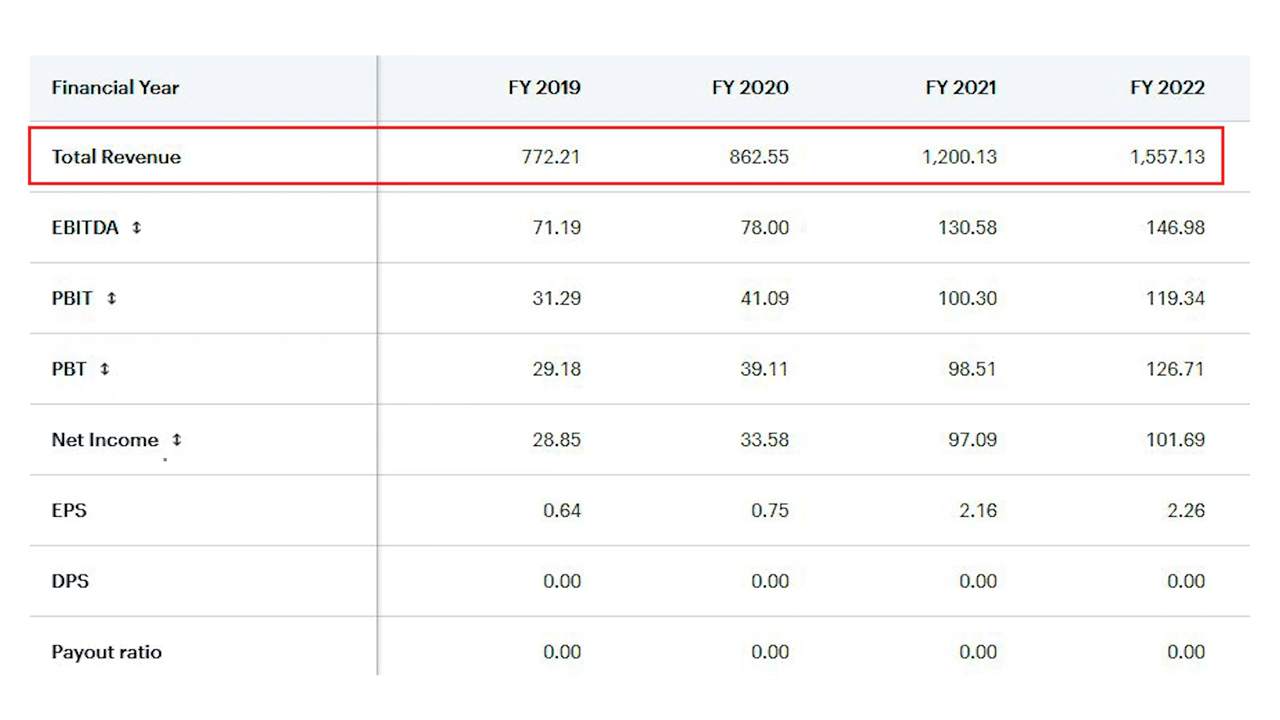 Financial Year FY 2019 FY 2020 FY 2021 FY 2022
Total Revenue 772.21 862.55 1,200.13 1,557.13
EBITDA 71.19 78.00 130.58 146.98
PBIT 31.29 41.09 100.30 119.34
PBT 29.18 39.11 98.51 126.71
Net Income 28.85 33.58 97.09 101.69
EPS 0.64 0.75 2.16 2.26
DPS 0.00 0.00 0.00 0.00
Payout ratio 0.00 0.00 0.00 0.00